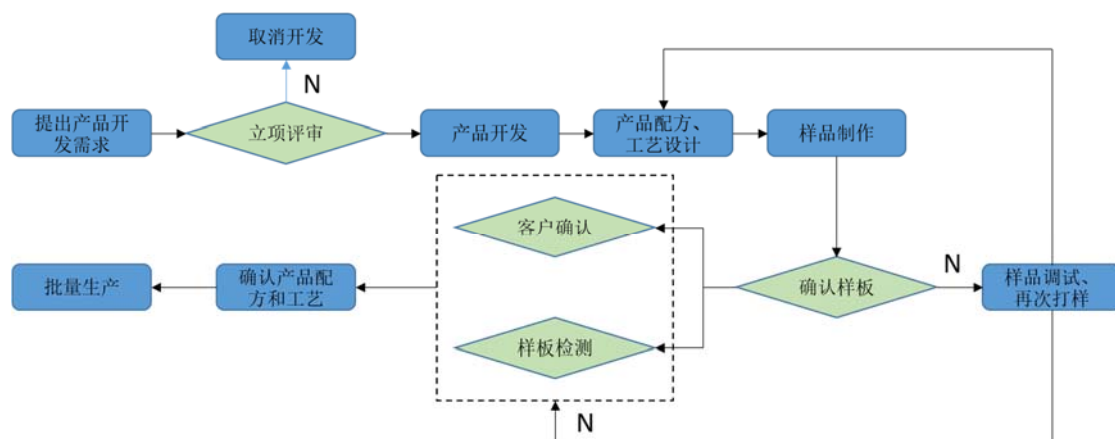 取消开发
N
提出产品开
发需求
立项评审
产品开发
产品配方、
工艺设计
样品制作
客户确认
批量生产
确认产品配
方和工艺
确认样板
N
样品调试、
再次打样
样板检测
N